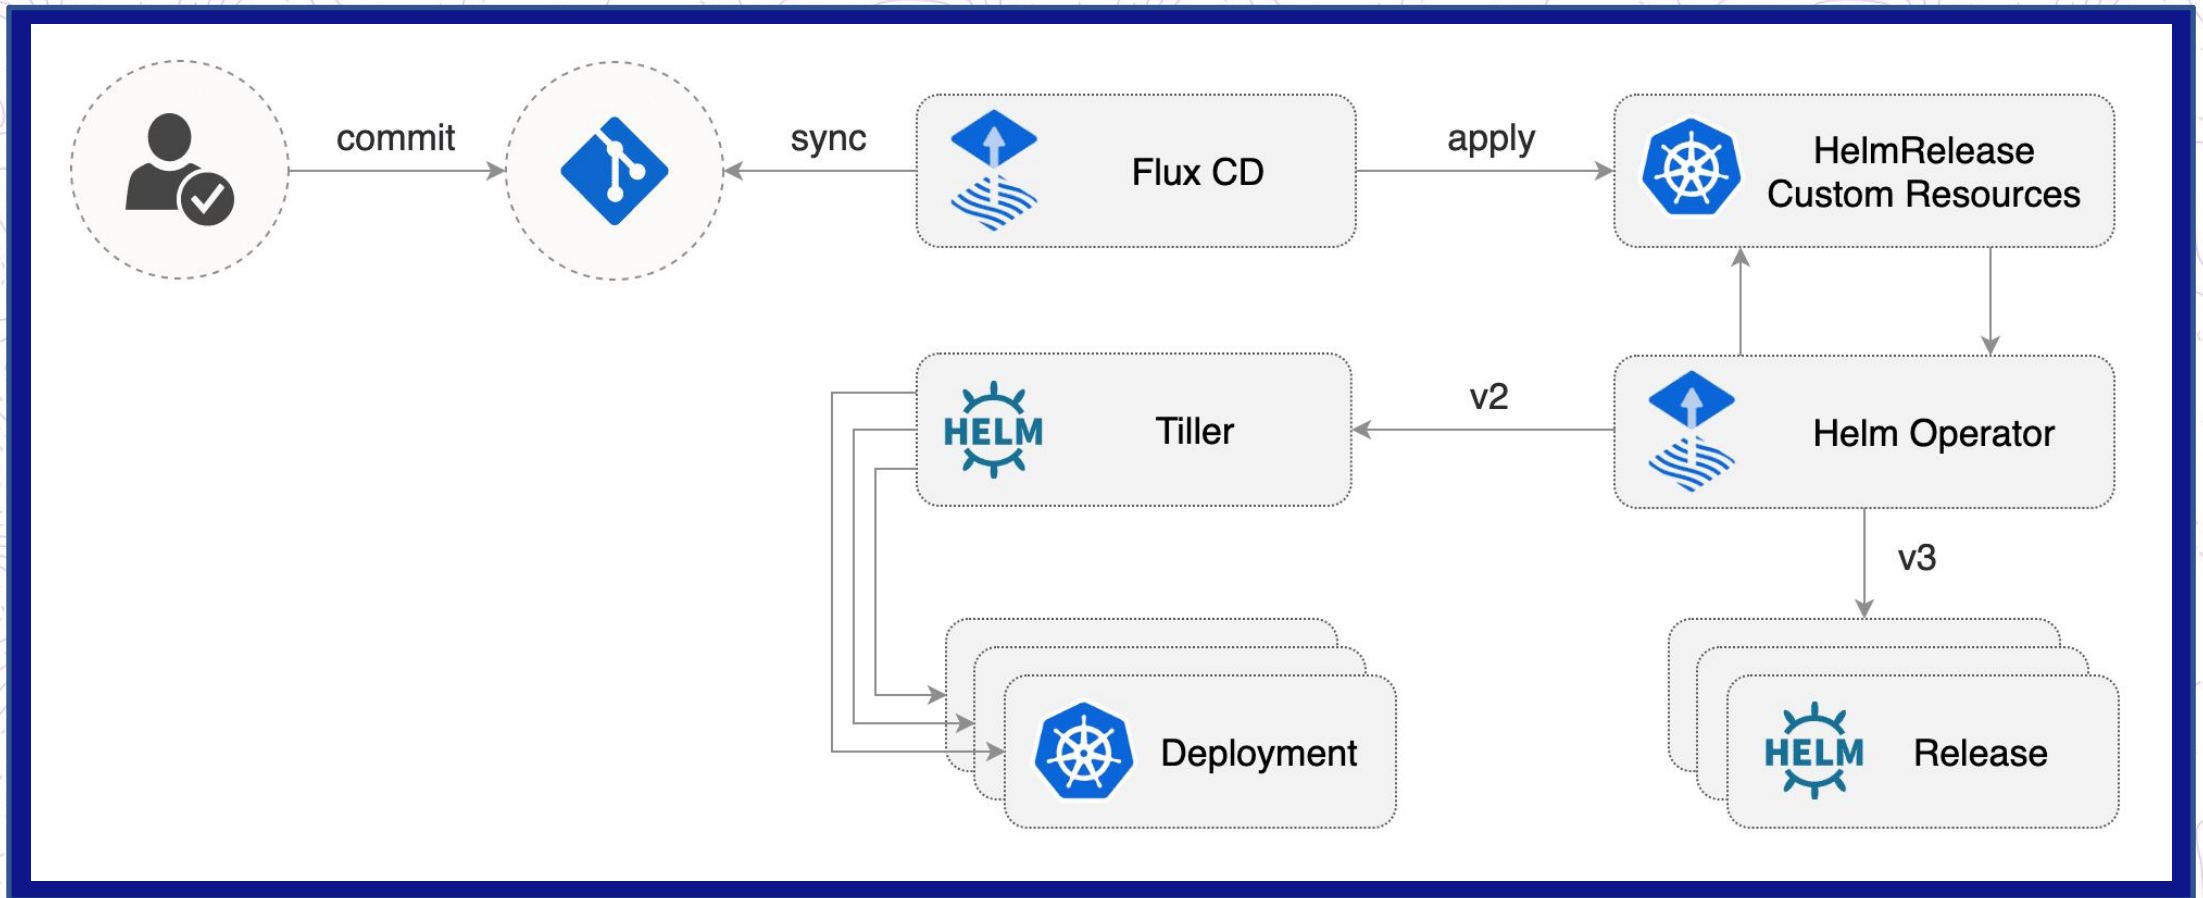 commit
sync
Flux CD
apply
HelmRelease
Custom Resources
HELM
Tiller
v2
Helm Operator
v3
Deployment
HELM
Release